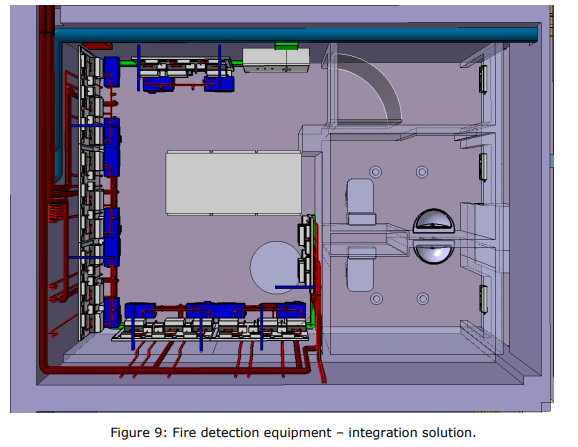 Figure 9: Fire detection equipment – integration solution.